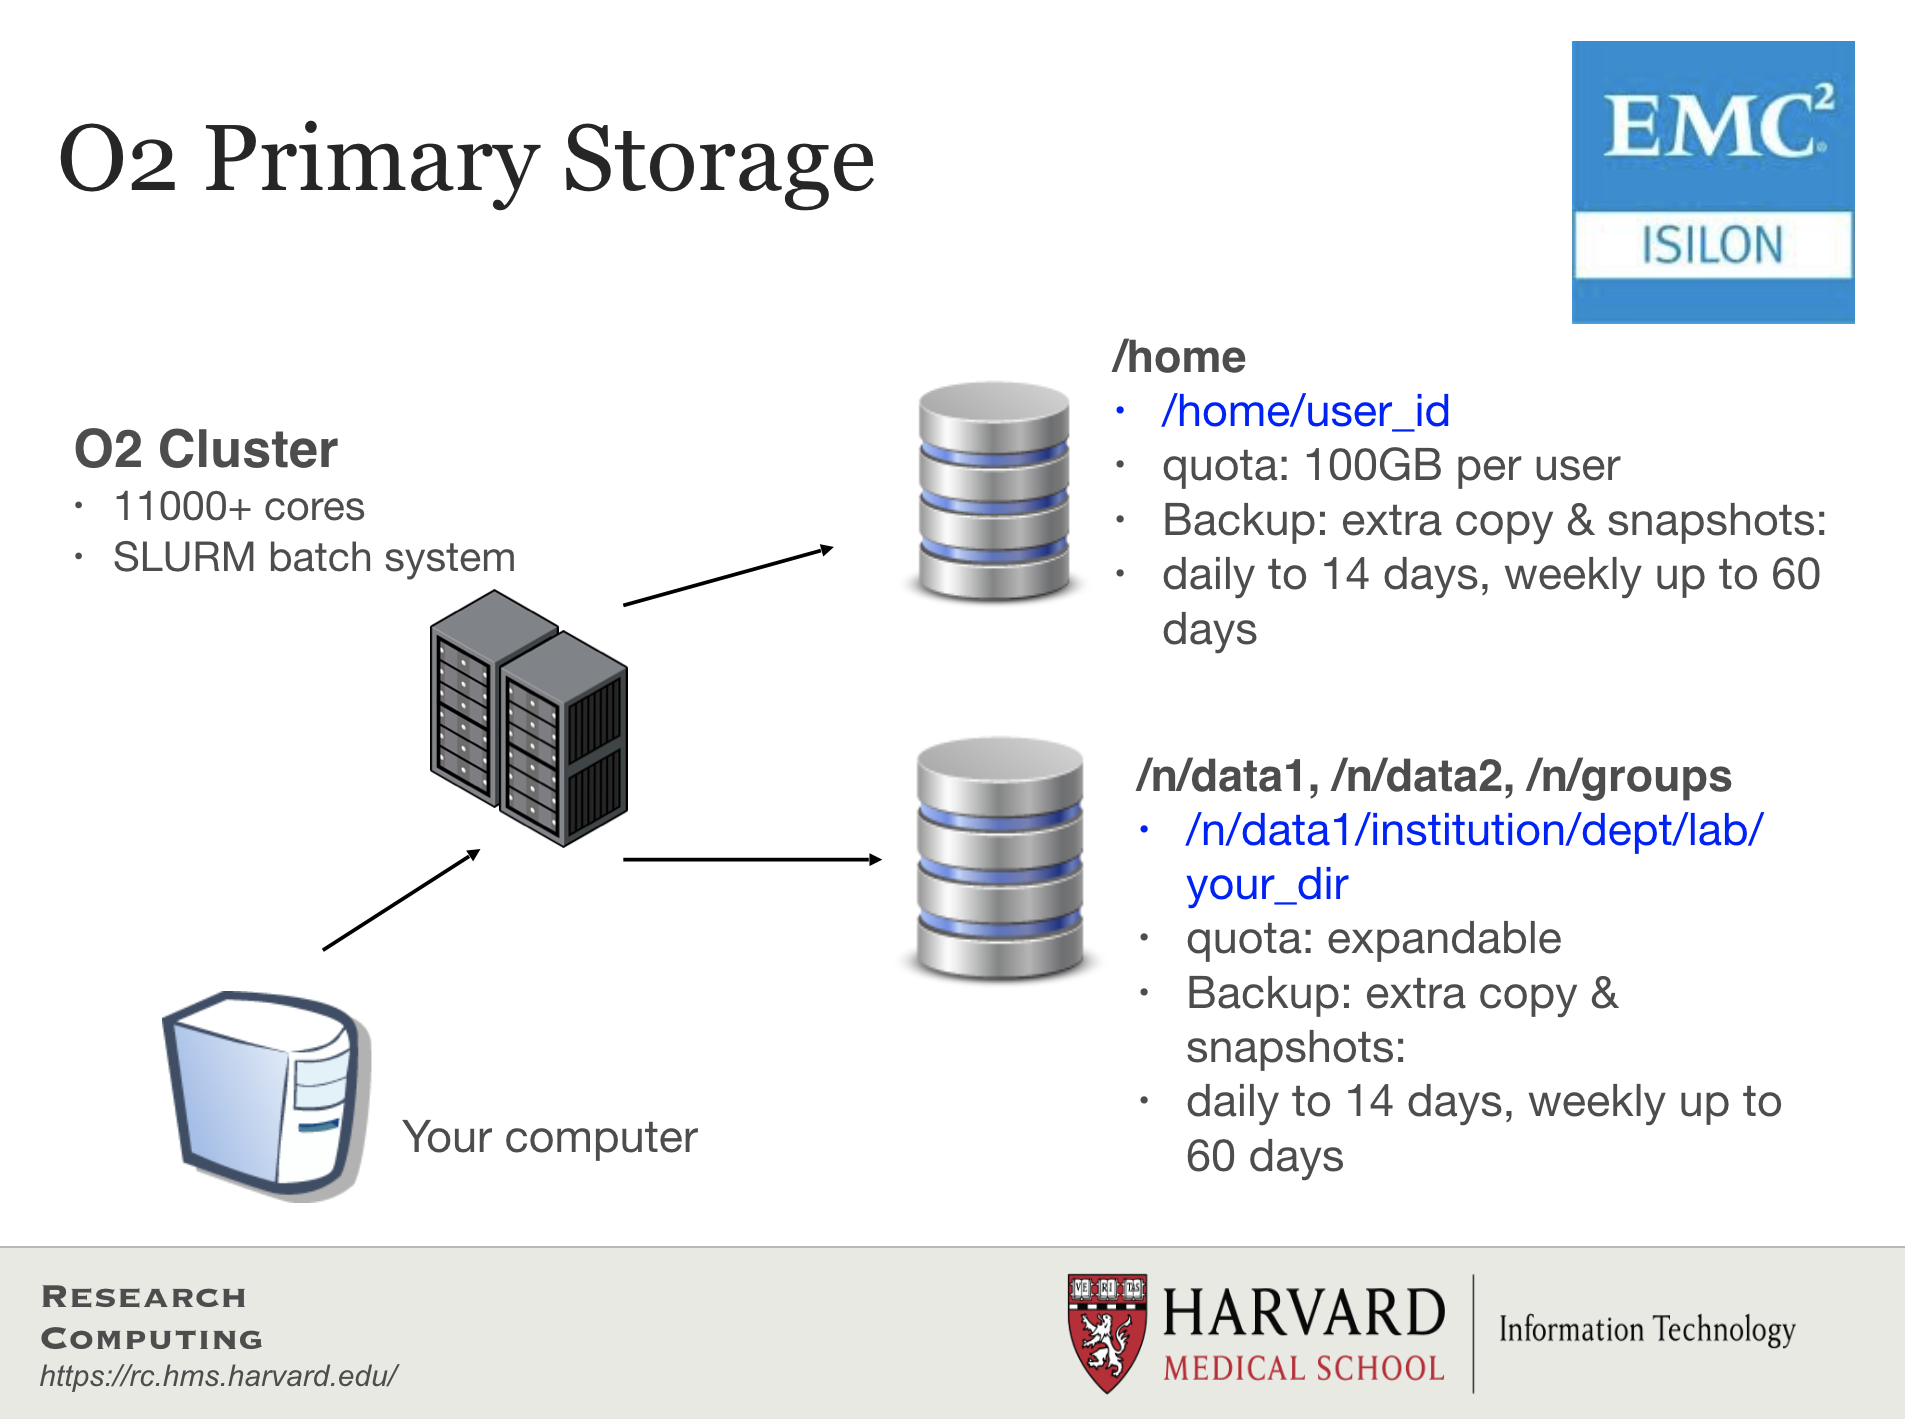 O2 Primary Storage
EMC²
ISILON
O2 Cluster
• 11000+ cores
• SLURM batch system
/home
• /home/user_id
• quota: 100GB per user
• Backup: extra copy & snapshots:
• daily to 14 days, weekly up to 60
days
/n/data1, /n/data2, /n/groups
• /n/data1/institution/dept/lab/
your_dir
• quota: expandable
• Backup: extra copy &
snapshots:
• daily to 14 days, weekly up to
60 days
Your computer
RESEARCH
COMPUTING
https://rc.hms.harvard.edu/
VE RI TAS
HARVARD
MEDICAL SCHOOL
Information Technology